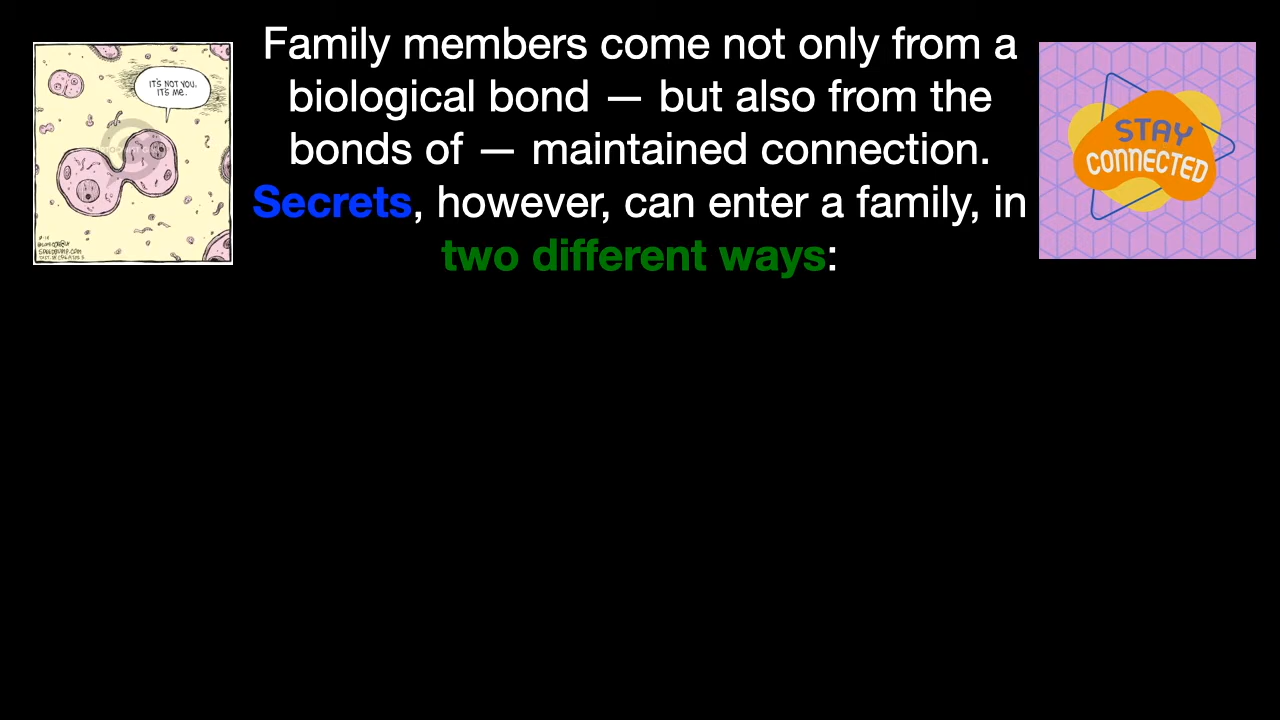 Family members come not only from a
biological bond — but also from the
bonds of — maintained connection.
Secrets, however, can enter a family, in
two different ways:
IT'S NOT YOU.
IT'S ME.
STAY
CONNECTED